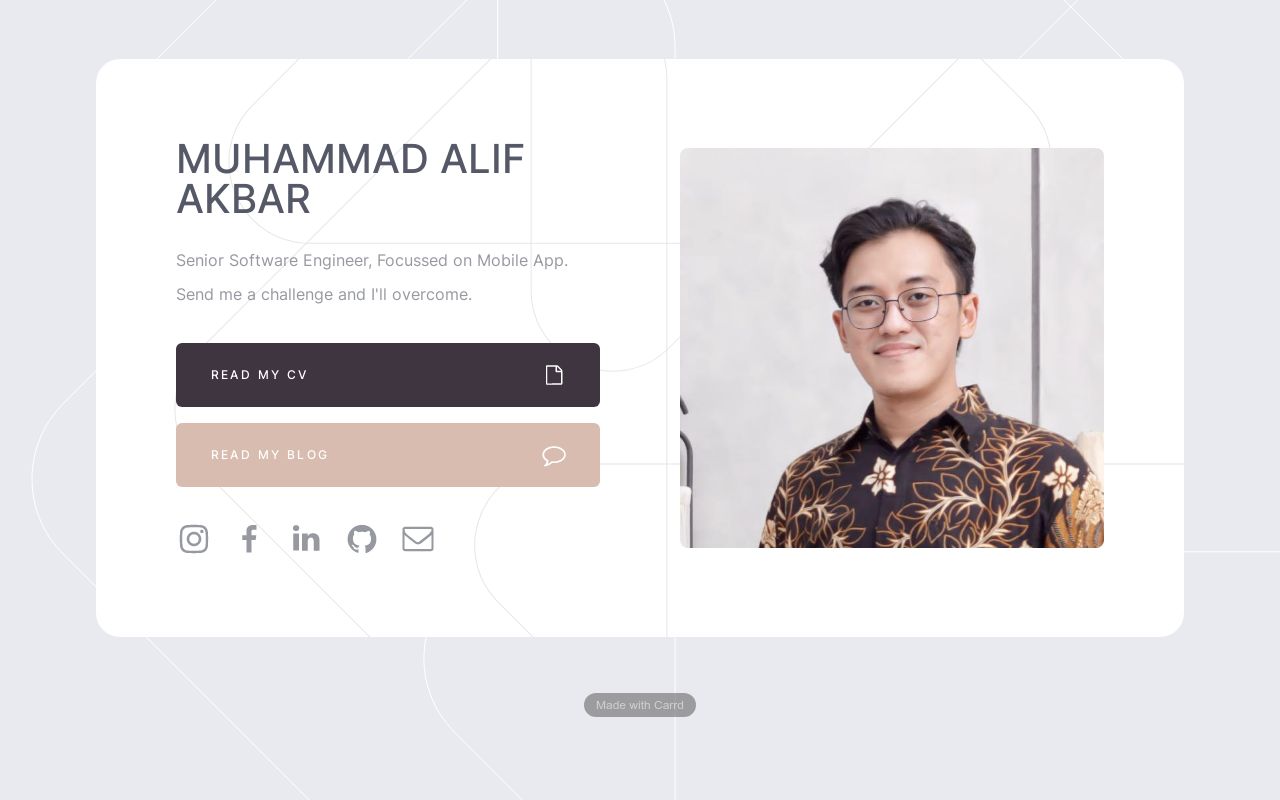 MUHAMMAD ALIF
AKBAR
Senior Software Engineer, Focussed on Mobile App.
Send me a challenge and I'll overcome.
READ MY CV
READ MY BLOG
Made with Carrd